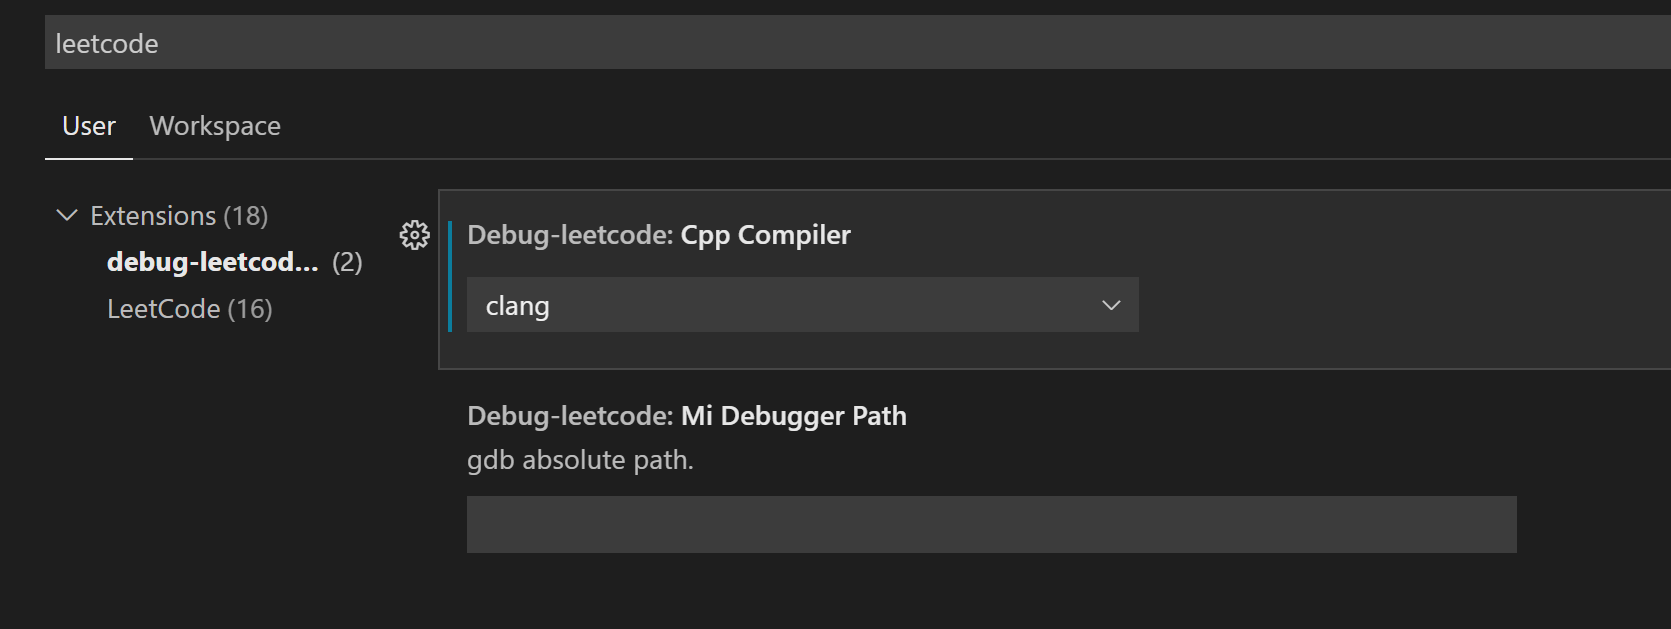 leetcode
User Workspace
Extensions (18)
debug-leetcod... (2)
LeetCode (16)
Debug-leetcode: Cpp Compiler
clang
Debug-leetcode: Mi Debugger Path
gdb absolute path.